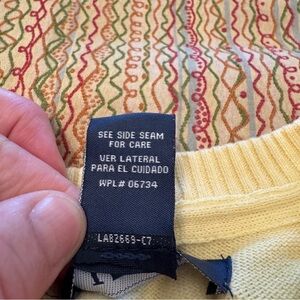 SEE SIDE SEAM
FOR CARE
VER LATERAL
PARA EL CUIDADO
WPL# 06734
LA82669-C7